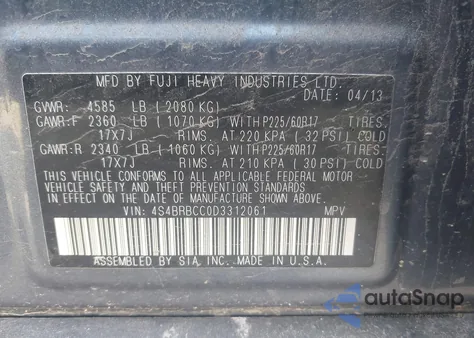 MFD BY FUJI HEAVY INDUSTRIES LTD.
DATE: 04/13
GVWR: 4585 LB (2080 KG)
GAWR:F 2360 LB (1070 KG) WITH P225/60R17
17X7J RIMS. AT 220 KPA (32 PSI) COLD
GAWR:R 2340 LB (1060 KG) WITH P225/60R17
17X7J RIMS. AT 210 KPA (30 PSI) COLD
THIS VEHICLE CONFORMS TO ALL APPLICABLE FEDERAL MOTOR
VEHICLE SAFETY AND THEFT PREVENTION STANDARDS
IN EFFECT ON THE DATE OF MANUFACTURE SHOWN ABOVE.
VIN: 4S4BRBCC0D3312061 MPV
ASSEMBLED BY SIA, INC. MADE IN U.S.A.
autaSnap